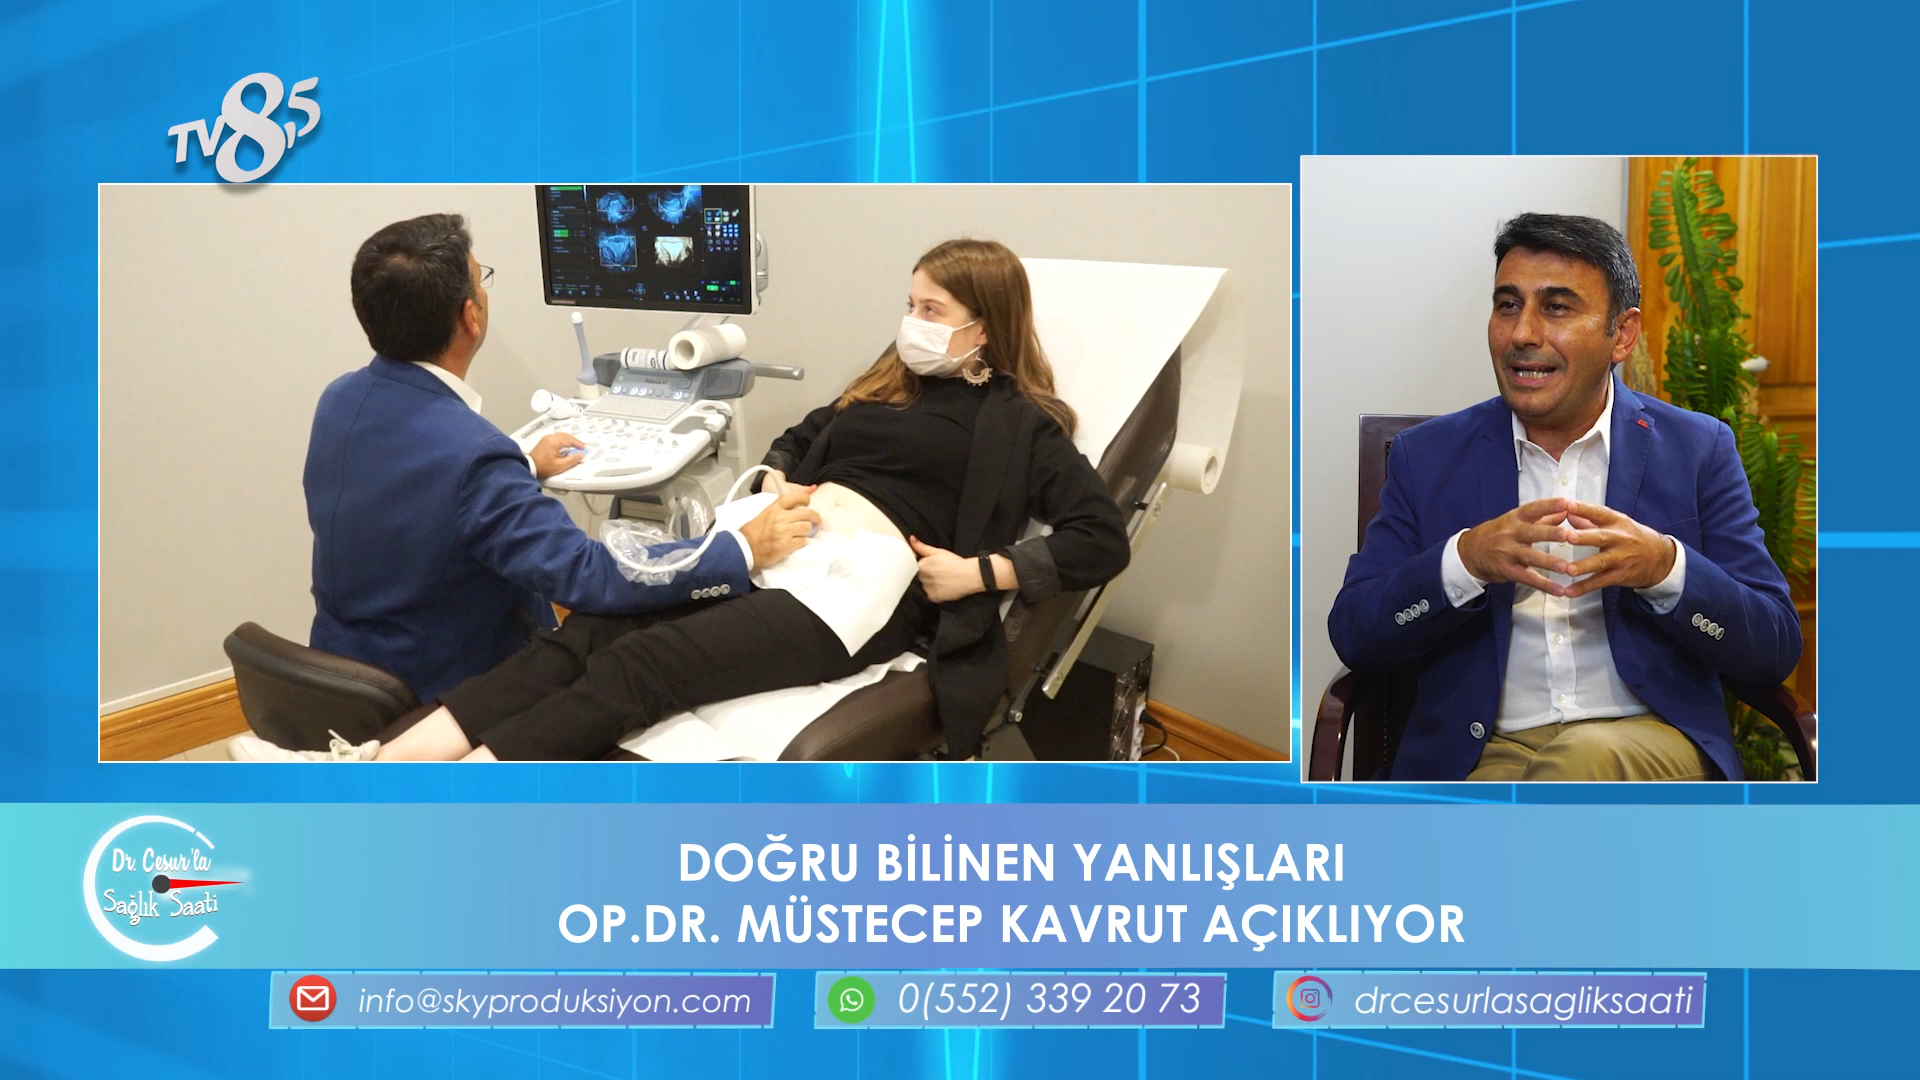 TV8,5
DOĞRU BİLİNEN YANLIŞLARI
OP.DR. MÜSTECEP KAVRUT AÇIKLIYOR
Dr. Cesur'la
Sağlık Saati
info@skyproduksiyon.com
0(552) 339 20 73
drcesurlasagliksaati